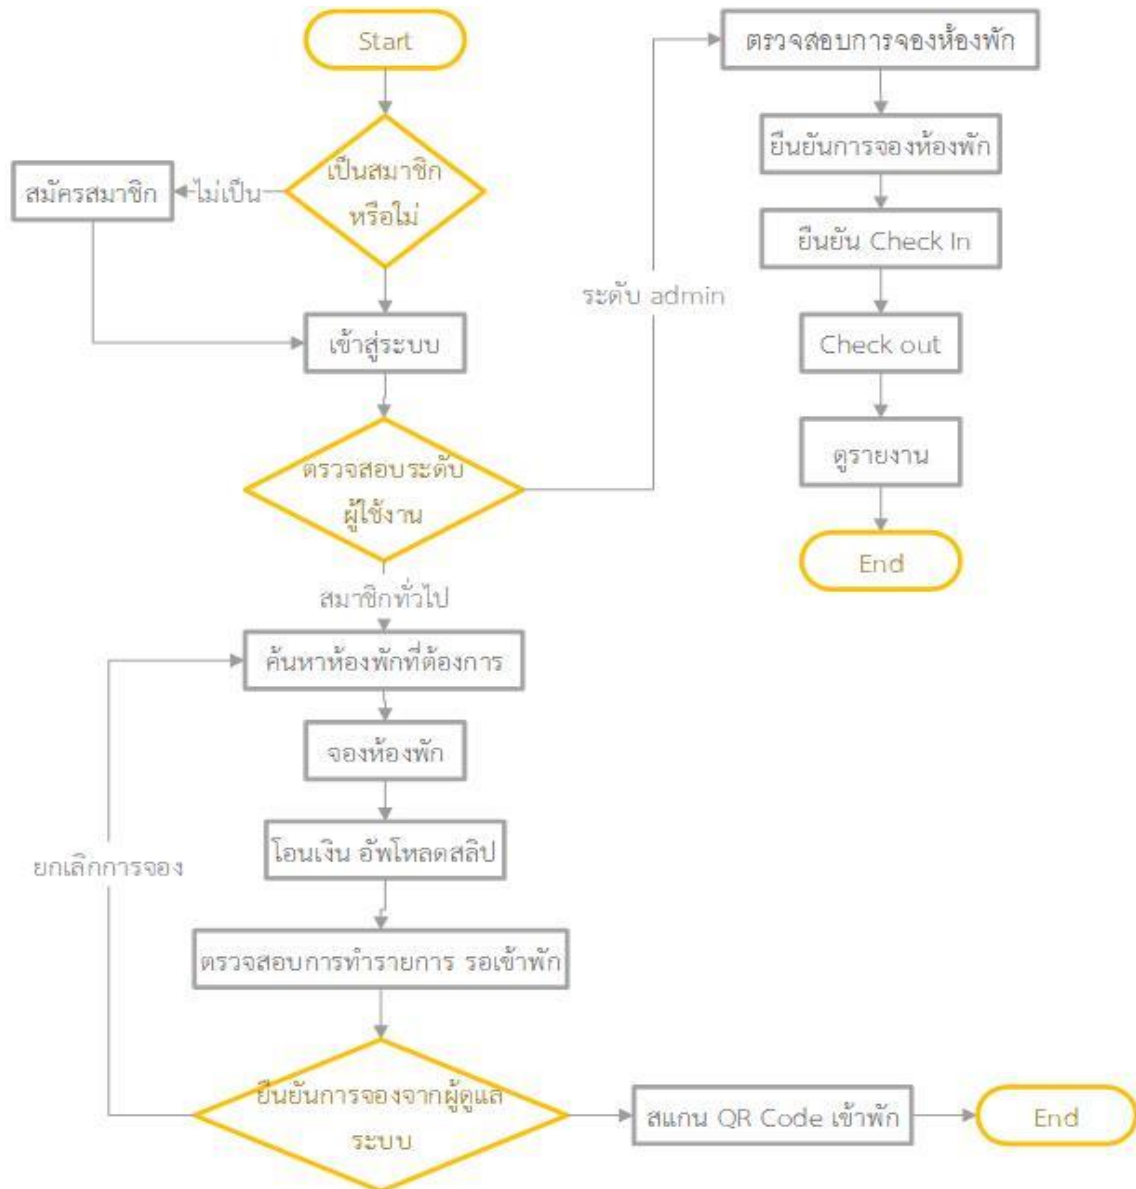 Start
เป็นสมาชิก
หรือไม่
ไม่เป็น
สมัครสมาชิก
เข้าสู่ระบบ
ตรวจสอบระดับ
ผู้ใช้งาน
ระดับ admin
ตรวจสอบการจองห้องพัก
ยืนยันการจองห้องพัก
ยืนยัน Check In
Check out
ดูรายงาน
End
สมาชิกทั่วไป
ค้นหาห้องพักที่ต้องการ
จองห้องพัก
โอนเงิน อัพโหลดสลิป
ตรวจสอบการทำรายการ รอเข้าพัก
ยืนยันการจองจากผู้ดูแล
ระบบ
ยกเลิกการจอง
สแกน QR Code เข้าพัก
End